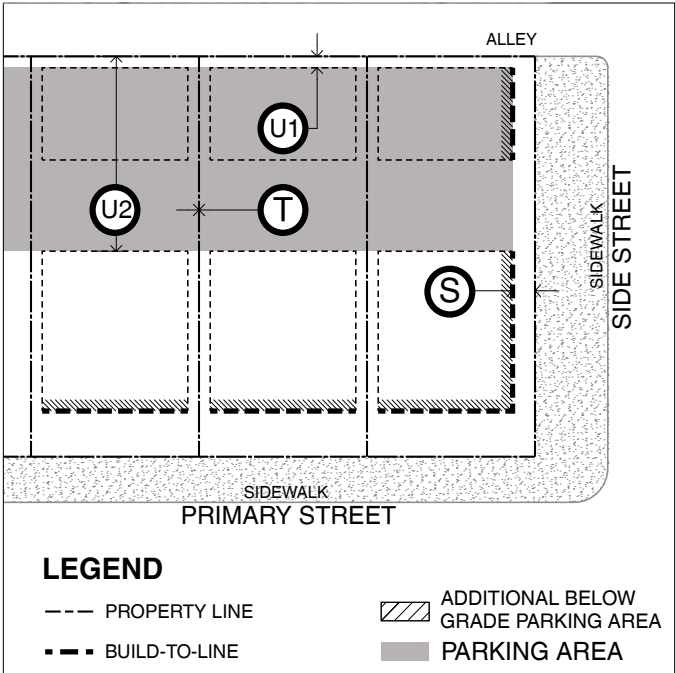 ALLEY
U1
U2
T
S
SIDEWALK
SIDE STREET
SIDEWALK
PRIMARY STREET
LEGEND
PROPERTY LINE
BUILD-TO-LINE
ADDITIONAL BELOW
GRADE PARKING AREA
PARKING AREA